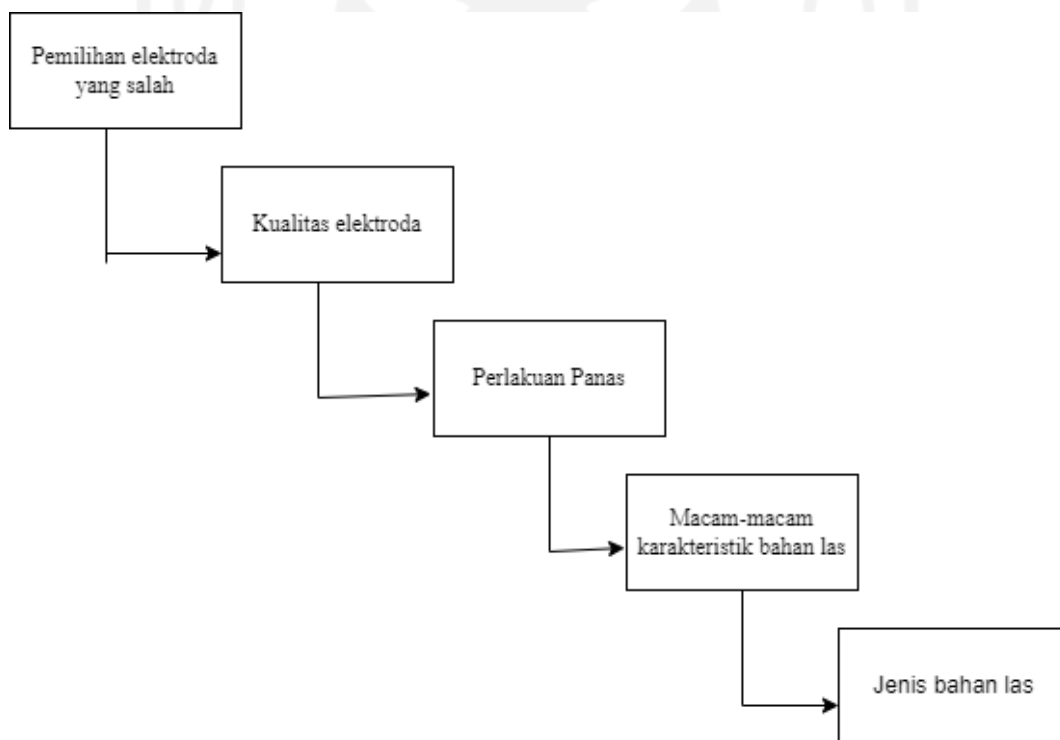 Pemilihan elektroda
yang salah
Kualitas elektroda
Perlakuan Panas
Macam-macam
karakteristik bahan las
Jenis bahan las